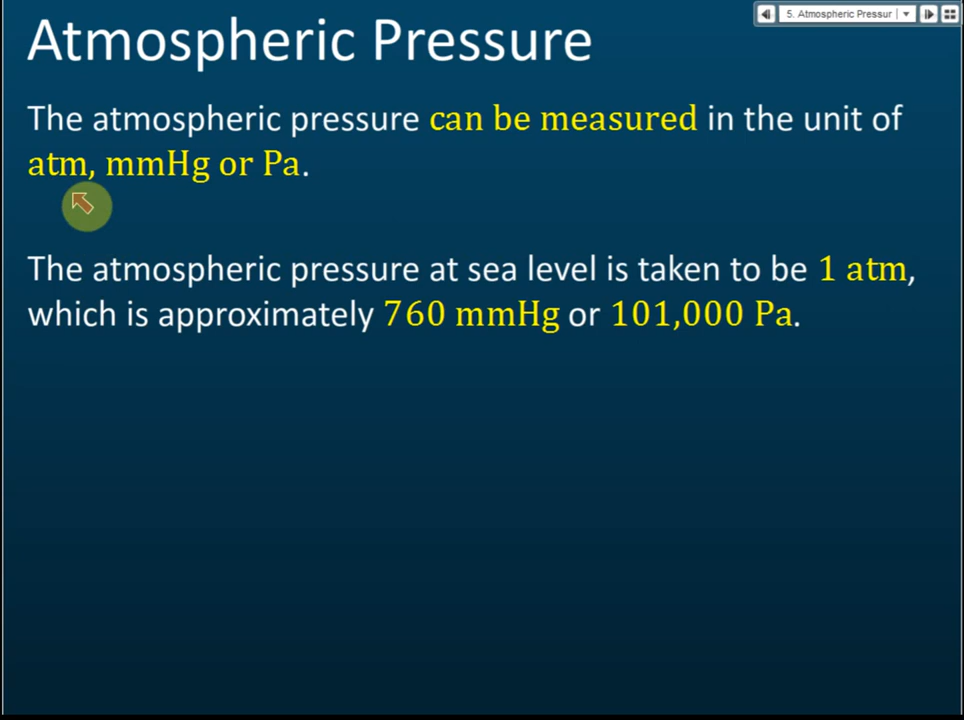 Atmospheric Pressure
5. Atmospheric Pressur
The atmospheric pressure can be measured in the unit of
atm, mmHg or Pa.
The atmospheric pressure at sea level is taken to be 1 atm,
which is approximately 760 mmHg or 101,000 Pa.